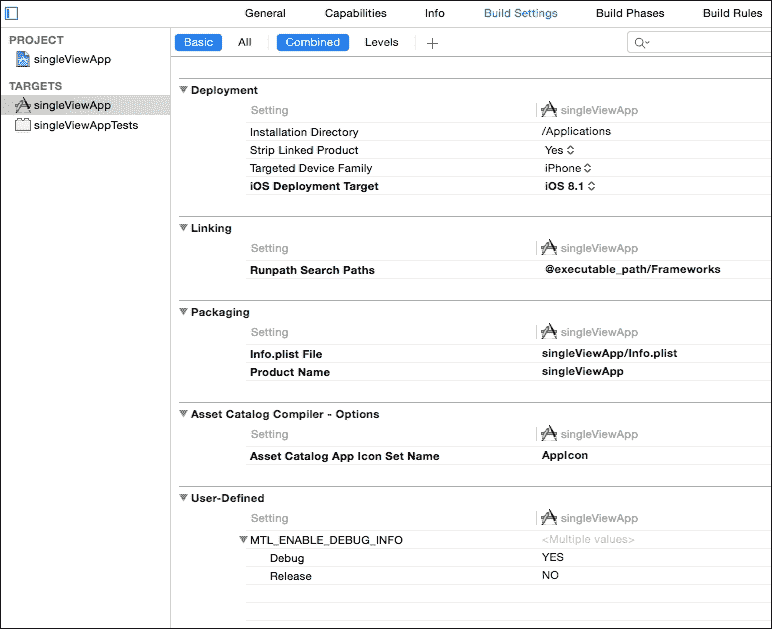 General Capabilities Info Build Settings Build Phases Build Rules
PROJECT
singleViewApp
TARGETS
singleViewApp
singleViewAppTests
Basic All Combined Levels +
Deployment
Setting singleViewApp
Installation Directory /Applications
Strip Linked Product Yes
Targeted Device Family iPhone
iOS Deployment Target iOS 8.1
Linking
Setting singleViewApp
Runpath Search Paths @executable_path/Frameworks
Packaging
Setting singleViewApp
Info.plist File singleViewApp/Info.plist
Product Name singleViewApp
Asset Catalog Compiler - Options
Setting singleViewApp
Asset Catalog App Icon Set Name AppIcon
User-Defined
Setting singleViewApp
MTL_ENABLE_DEBUG_INFO <Multiple values>
Debug YES
Release NO